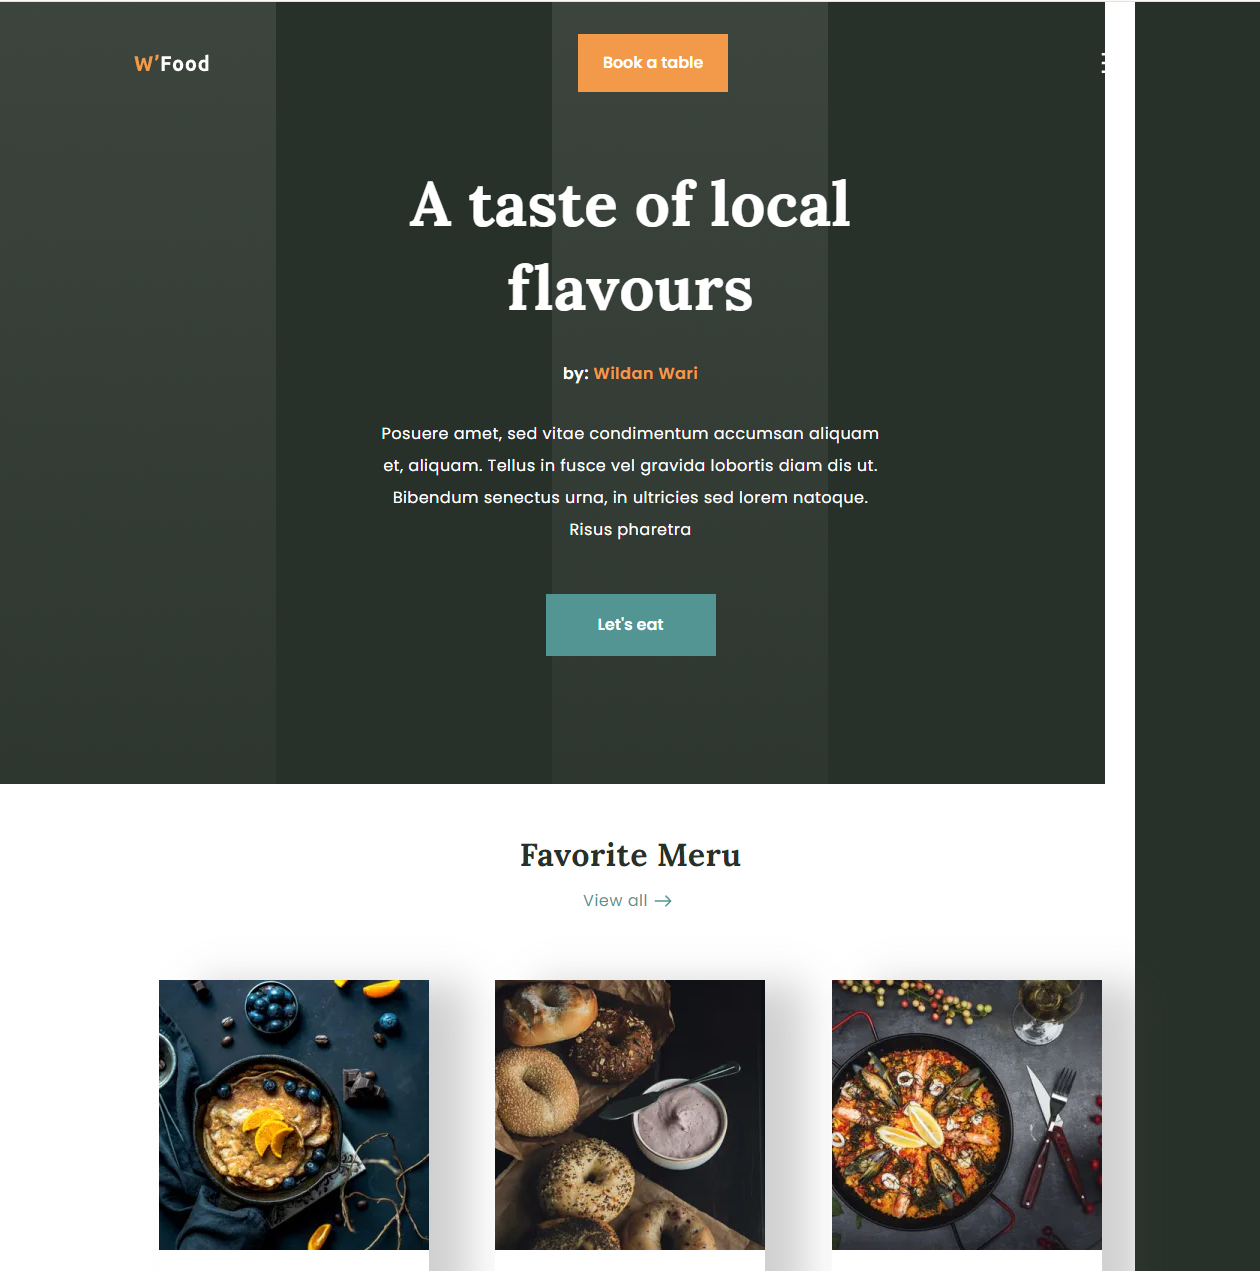 W'Food
Book a table
A taste of local
flavours
by: Wildan Wari
Posuere amet, sed vitae condimentum accumsan aliquam
et, aliquam. Tellus in fusce vel gravida lobortis diam dis ut.
Bibendum senectus urna, in ultricies sed lorem natoque.
Risus pharetra
Let's eat
Favorite Meru
View all →